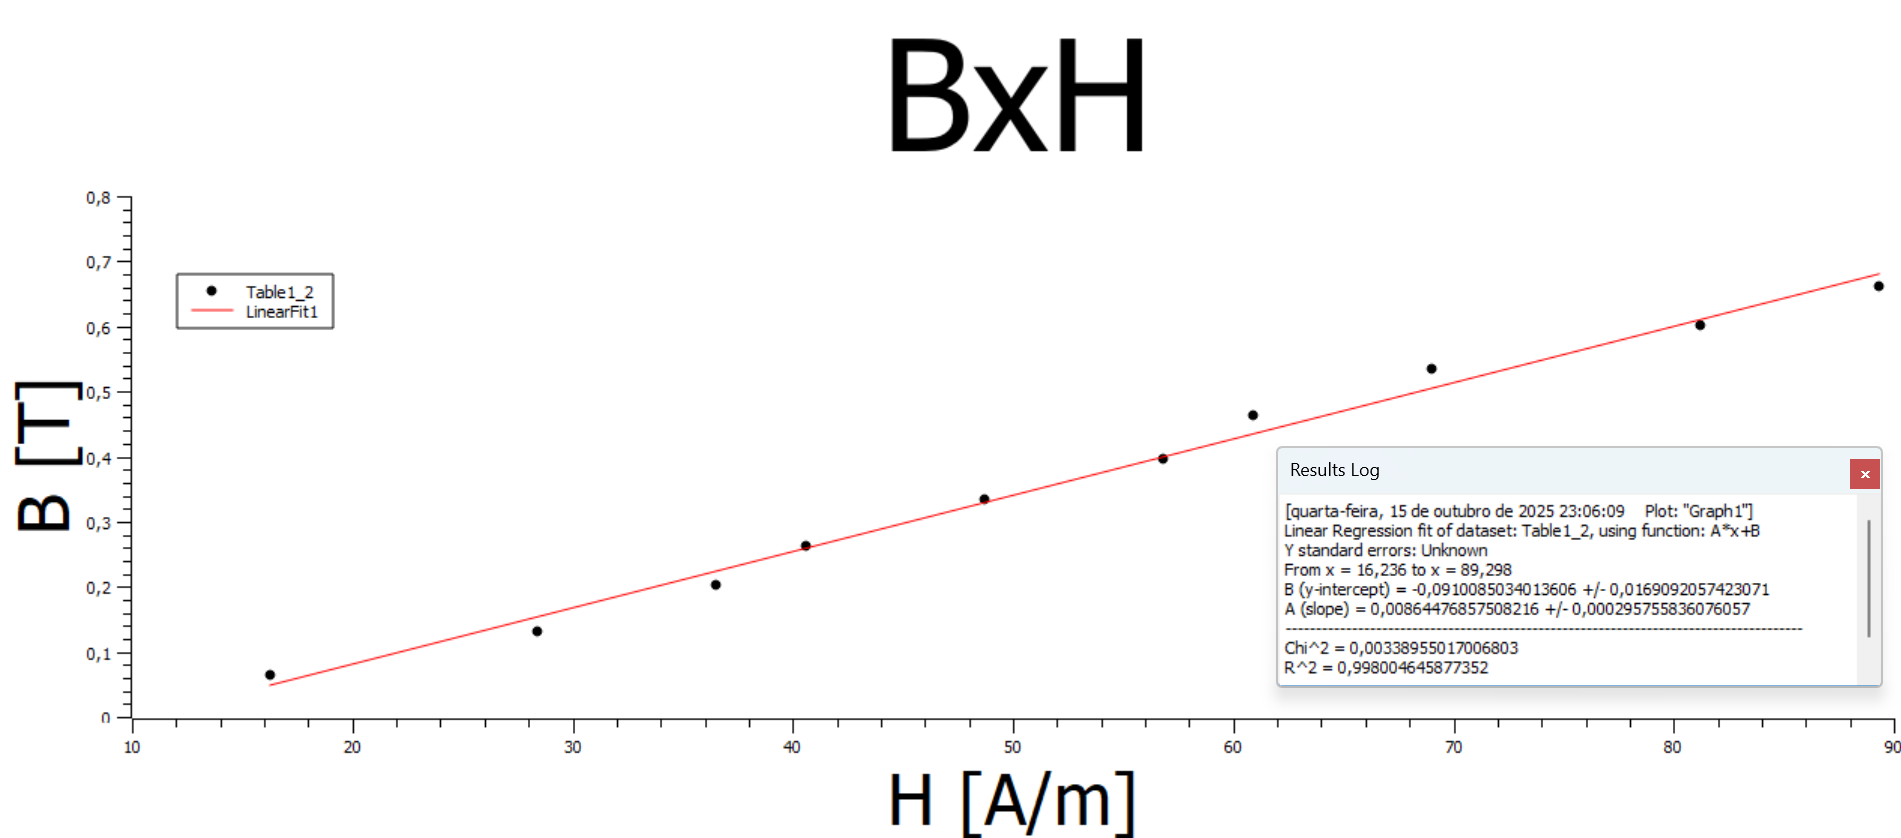 BxH
0,8
0,7
0,6
0,5
0,4
0,3
0,2
0,1
0
B [T]
Table1_2
LinearFit1
Results Log
x
[quarta-feira, 15 de outubro de 2025 23:06:09 Plot: "Graph1"]
Linear Regression fit of dataset: Table1_2, using function: A*x+B
Y standard errors: Unknown
From x = 16,236 to x = 89,298
B (y-intercept) = -0,0910085034013606 +/- 0,0169092057423071
A (slope) = 0,00864476857508216 +/- 0,000295755836076057
--------------------------------------------------------------------------------------
Chi^2 = 0,00338955017006803
R^2 = 0,998004645877352
10 20 30 40 50 60 70 80 90
H [A/m]